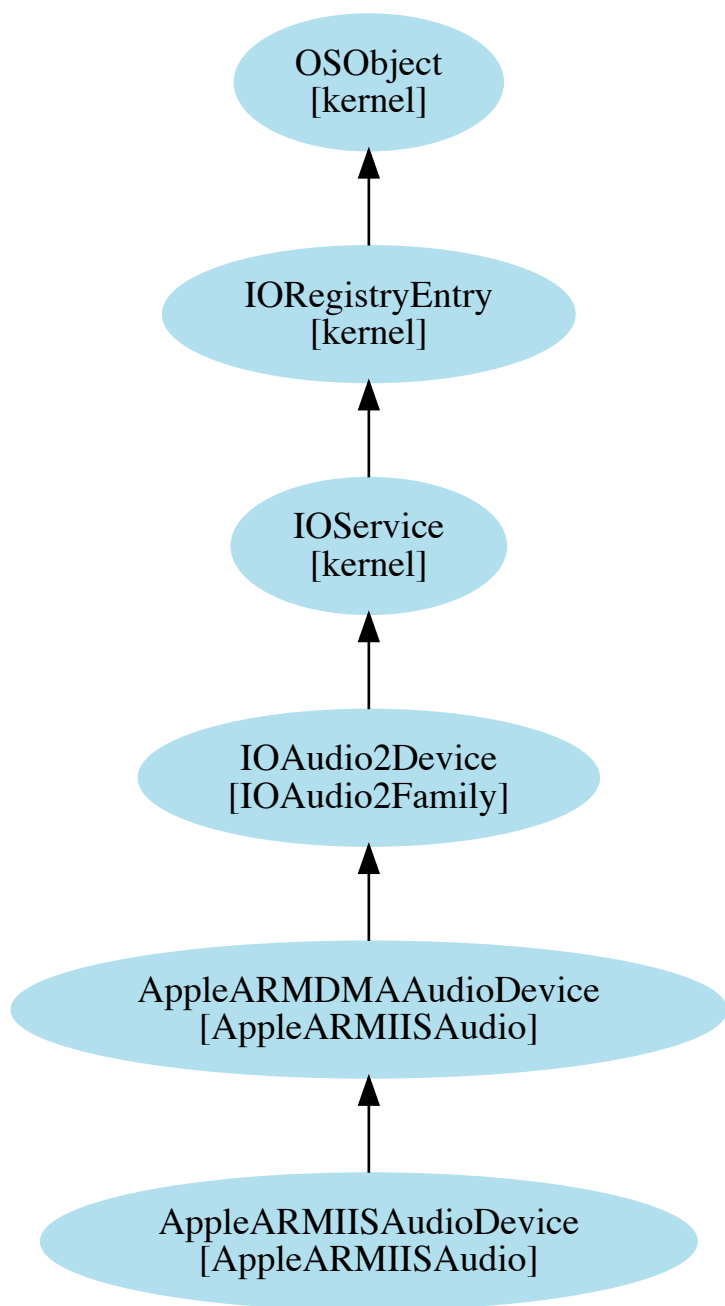 OSObject
[kernel]
IORegistryEntry
[kernel]
IOService
[kernel]
IOAudio2Device
[IOAudio2Family]
AppleARMDMAAudioDevice
[AppleARMIISAudio]
AppleARMIISAudioDevice
[AppleARMIISAudio]